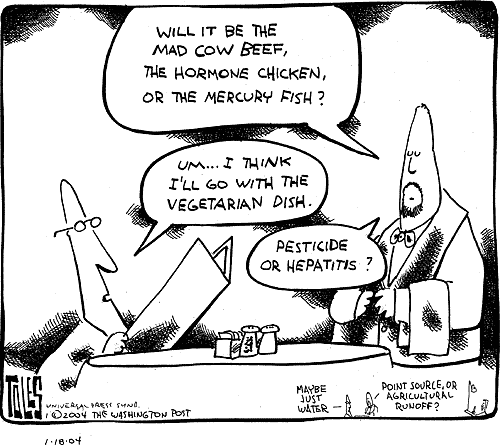 WILL IT BE THE
MAD COW BEEF,
THE HORMONE CHICKEN,
OR THE MERCURY FISH?
UM... I THINK
I'LL GO WITH THE
VEGETARIAN DISH.
PESTICIDE
OR HEPATITIS?
MAYBE
JUST
WATER —
POINT SOURCE, OR
AGRICULTURAL
RUNOFF?
TOLES
UNIVERSAL PRESS SYND.
©2004 THE WASHINGTON POST
1·18·04